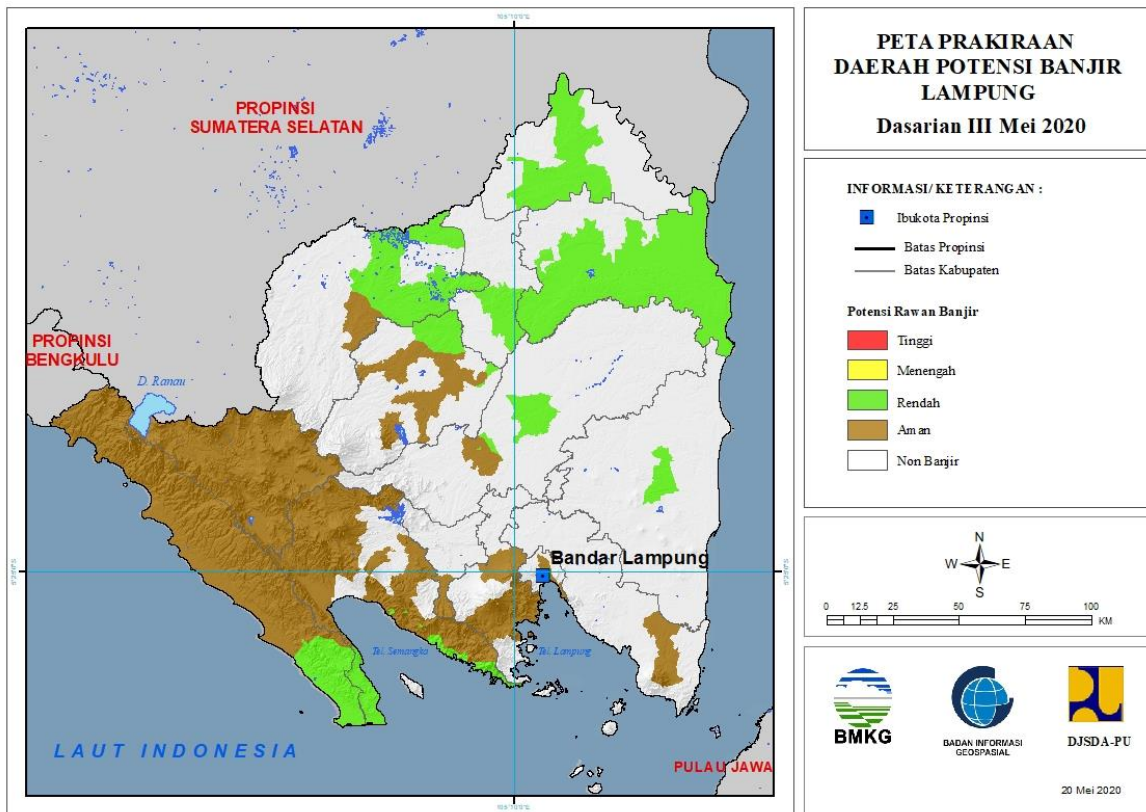 PETA PRAKIRAAN
DAERAH POTENSI BANJIR
LAMPUNG
Dasarian III Mei 2020
INFORMASI/ KETERANGAN :
Ibukota Propinsi
Batas Propinsi
Batas Kabupaten
Potensi Rawan Banjir
Tinggi
Menengah
Rendah
Aman
Non Banjir
N
W E
S
0 12.5 25 50 75 100
KM
BMKG
BADAN INFORMASI
GEOSPASIAL
DJSDA-PU
20 Mei 2020
PROPINSI
SUMATERA SELATAN
PROPINSI
BENGKULU
D. Ranau
Bandar Lampung
Tel. Semangka
Tel. Lampung
LAUT INDONESIA
PULAU JAWA